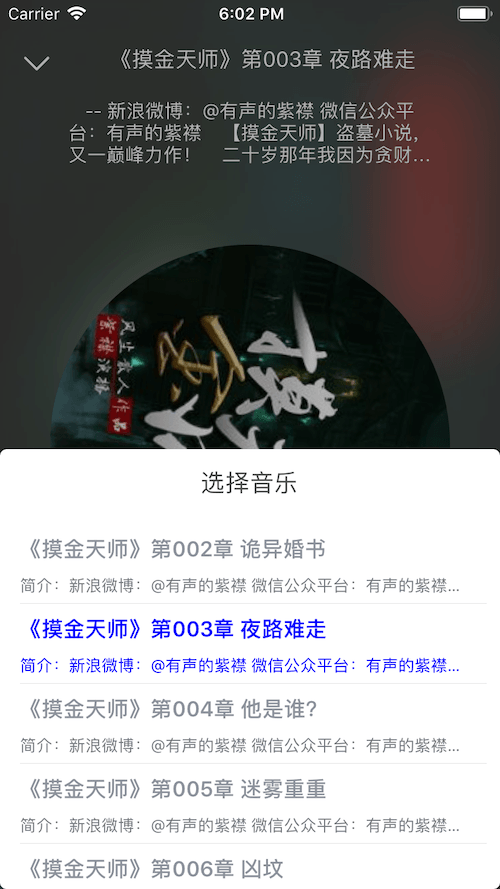 Carrier 6:02 PM
《摸金天师》第003章 夜路难走
-- 新浪微博：@有声的紫襟 微信公众平
台：有声的紫襟 【摸金天师】盗墓小说，
又一巅峰力作！ 二十岁那年我因为贪财...
摸金
风尘散人 作品
紫襟 演播
选择音乐
《摸金天师》第002章 诡异婚书
简介：新浪微博：@有声的紫襟 微信公众平台：有声的紫襟...
《摸金天师》第003章 夜路难走
简介：新浪微博：@有声的紫襟 微信公众平台：有声的紫襟...
《摸金天师》第004章 他是谁?
简介：新浪微博：@有声的紫襟 微信公众平台：有声的紫襟...
《摸金天师》第005章 迷雾重重
简介：新浪微博：@有声的紫襟 微信公众平台：有声的紫襟...
《摸金天师》第006章 凶坟